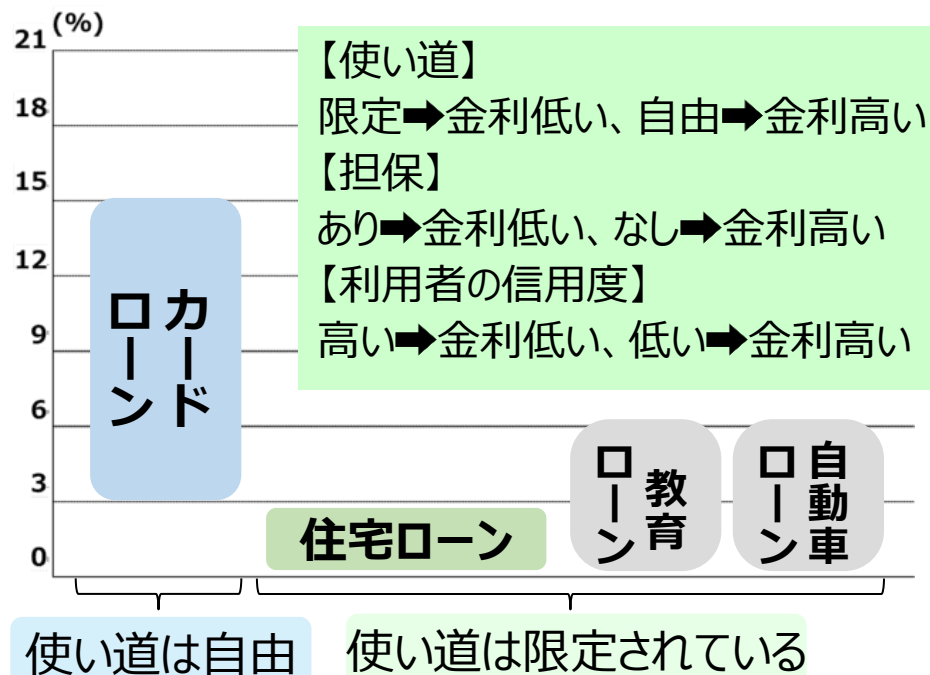 (%)
21
18
15
12
9
6
3
0
【使い道】
限定➡金利低い、自由➡金利高い
【担保】
あり➡金利低い、なし➡金利高い
【利用者の信用度】
高い➡金利低い、低い➡金利高い
カード
ローン
住宅ローン
教育
ローン
自動車
ローン
使い道は自由
使い道は限定されている